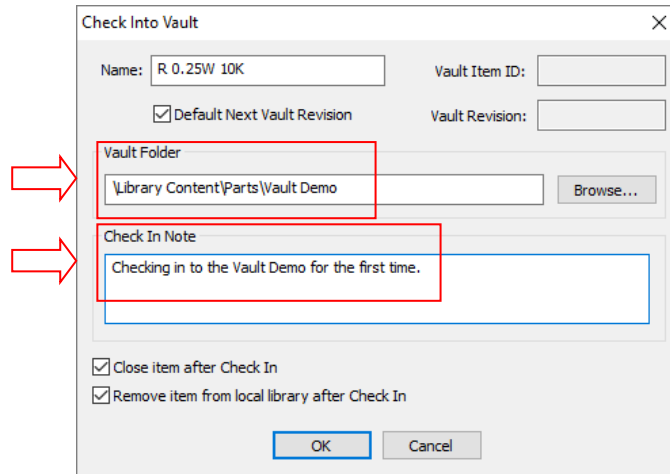 Check Into Vault
Name: R 0.25W 10K Vault Item ID:
Default Next Vault Revision Vault Revision:
Vault Folder
\Library Content\Parts\Vault Demo Browse...
Check In Note
Checking in to the Vault Demo for the first time.
Close item after Check In
Remove item from local library after Check In
OK Cancel